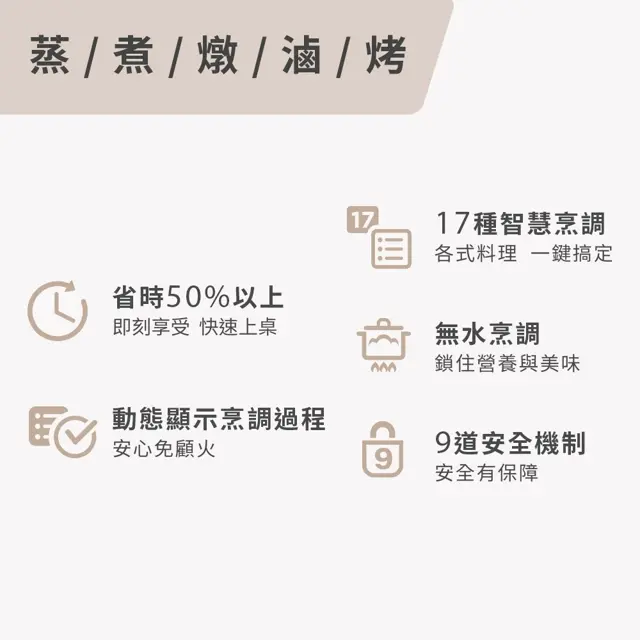 蒸/煮/燉/滷/烤
省時50%以上
即刻享受 快速上桌
動態顯示烹調過程
安心免顧火
17
17種智慧烹調
各式料理 一鍵搞定
無水烹調
鎖住營養與美味
9
9道安全機制
安全有保障